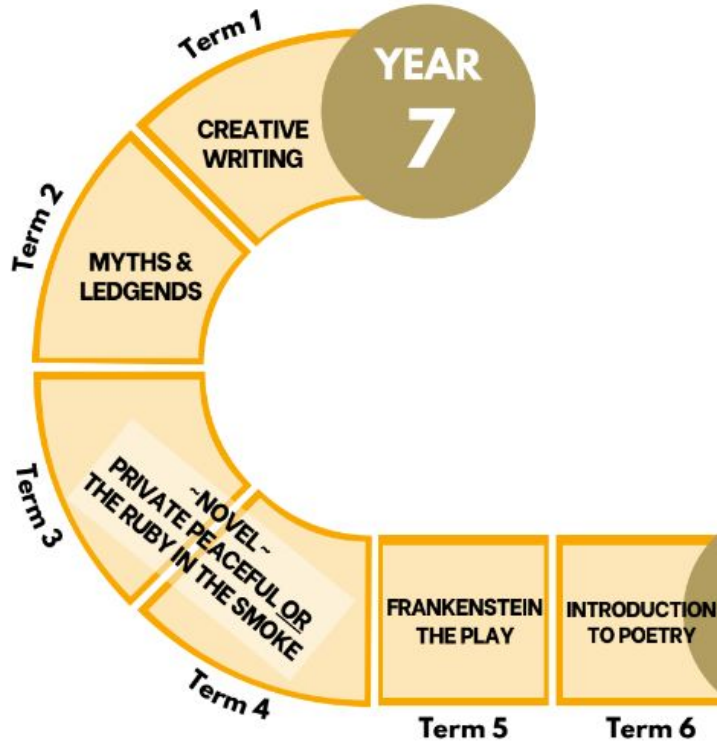 YEAR
7
Term 1
CREATIVE
WRITING
Term 2
MYTHS &
LEDGENDS
Term 3
~NOVEL~
PRIVATE PEACEFUL OR
THE RUBY IN THE SMOKE
Term 4
FRANKENSTEIN
THE PLAY
Term 5
INTRODUCTION
TO POETRY
Term 6